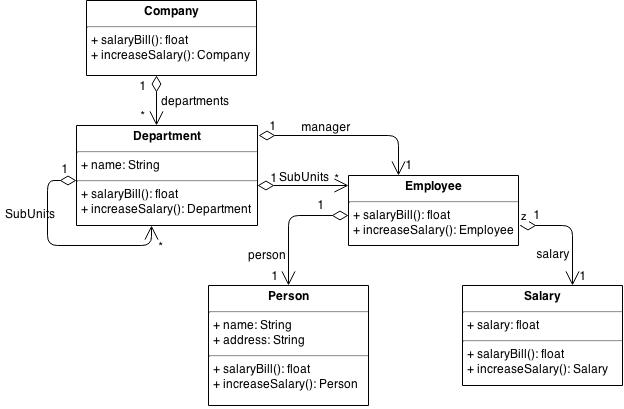 Company
+ salaryBill(): float
+ increaseSalary(): Company
1
departments
*
Department
+ name: String
+ salaryBill(): float
+ increaseSalary(): Department
1
manager
1
1
SubUnits
*
1 SubUnits *
Employee
+ salaryBill(): float
+ increaseSalary(): Employee
1
person
1
z 1
salary
1
Person
+ name: String
+ address: String
+ salaryBill(): float
+ increaseSalary(): Person
Salary
+ salary: float
+ salaryBill(): float
+ increaseSalary(): Salary